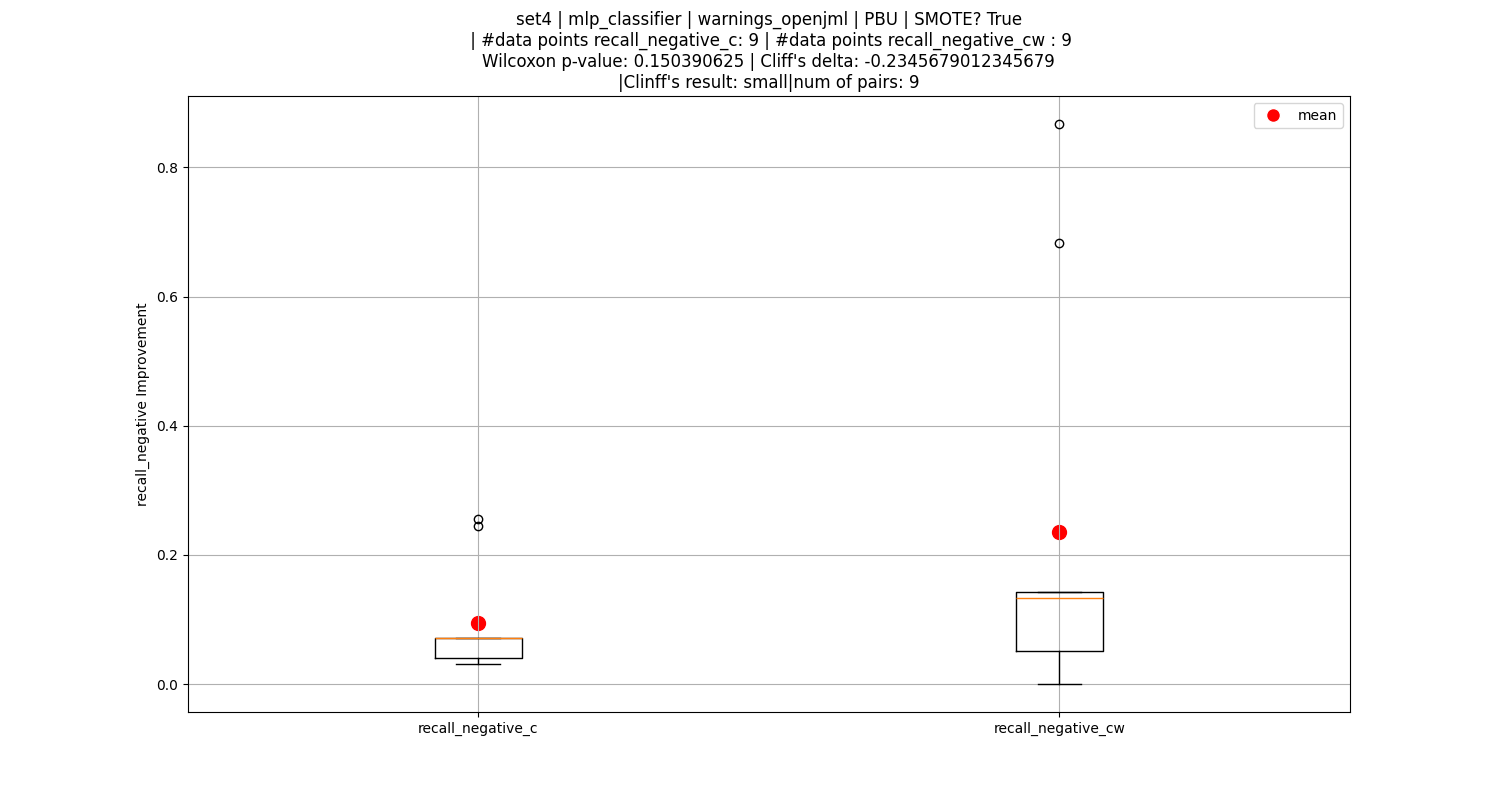 set4 | mlp_classifier | warnings_openjml | PBU | SMOTE? True
| #data points recall_negative_c: 9 | #data points recall_negative_cw : 9
Wilcoxon p-value: 0.150390625 | Cliff's delta: -0.2345679012345679
|Clinff's result: small|num of pairs: 9
mean
0.8
0.6
0.4
0.2
0.0
recall_negative Improvement
recall_negative_c
recall_negative_cw